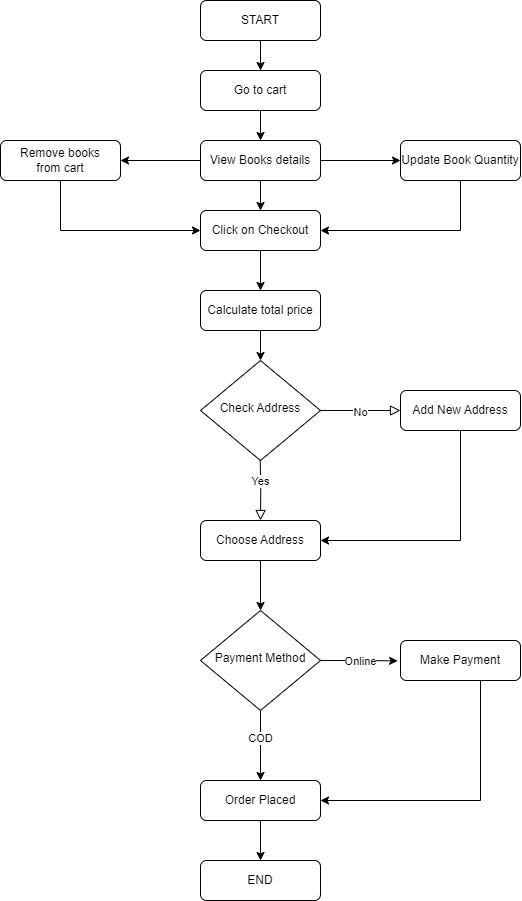 START
Go to cart
Remove books
from cart
View Books details
Update Book Quantity
Click on Checkout
Calculate total price
Check Address
No
Add New Address
Yes
Choose Address
Payment Method
Online
Make Payment
COD
Order Placed
END